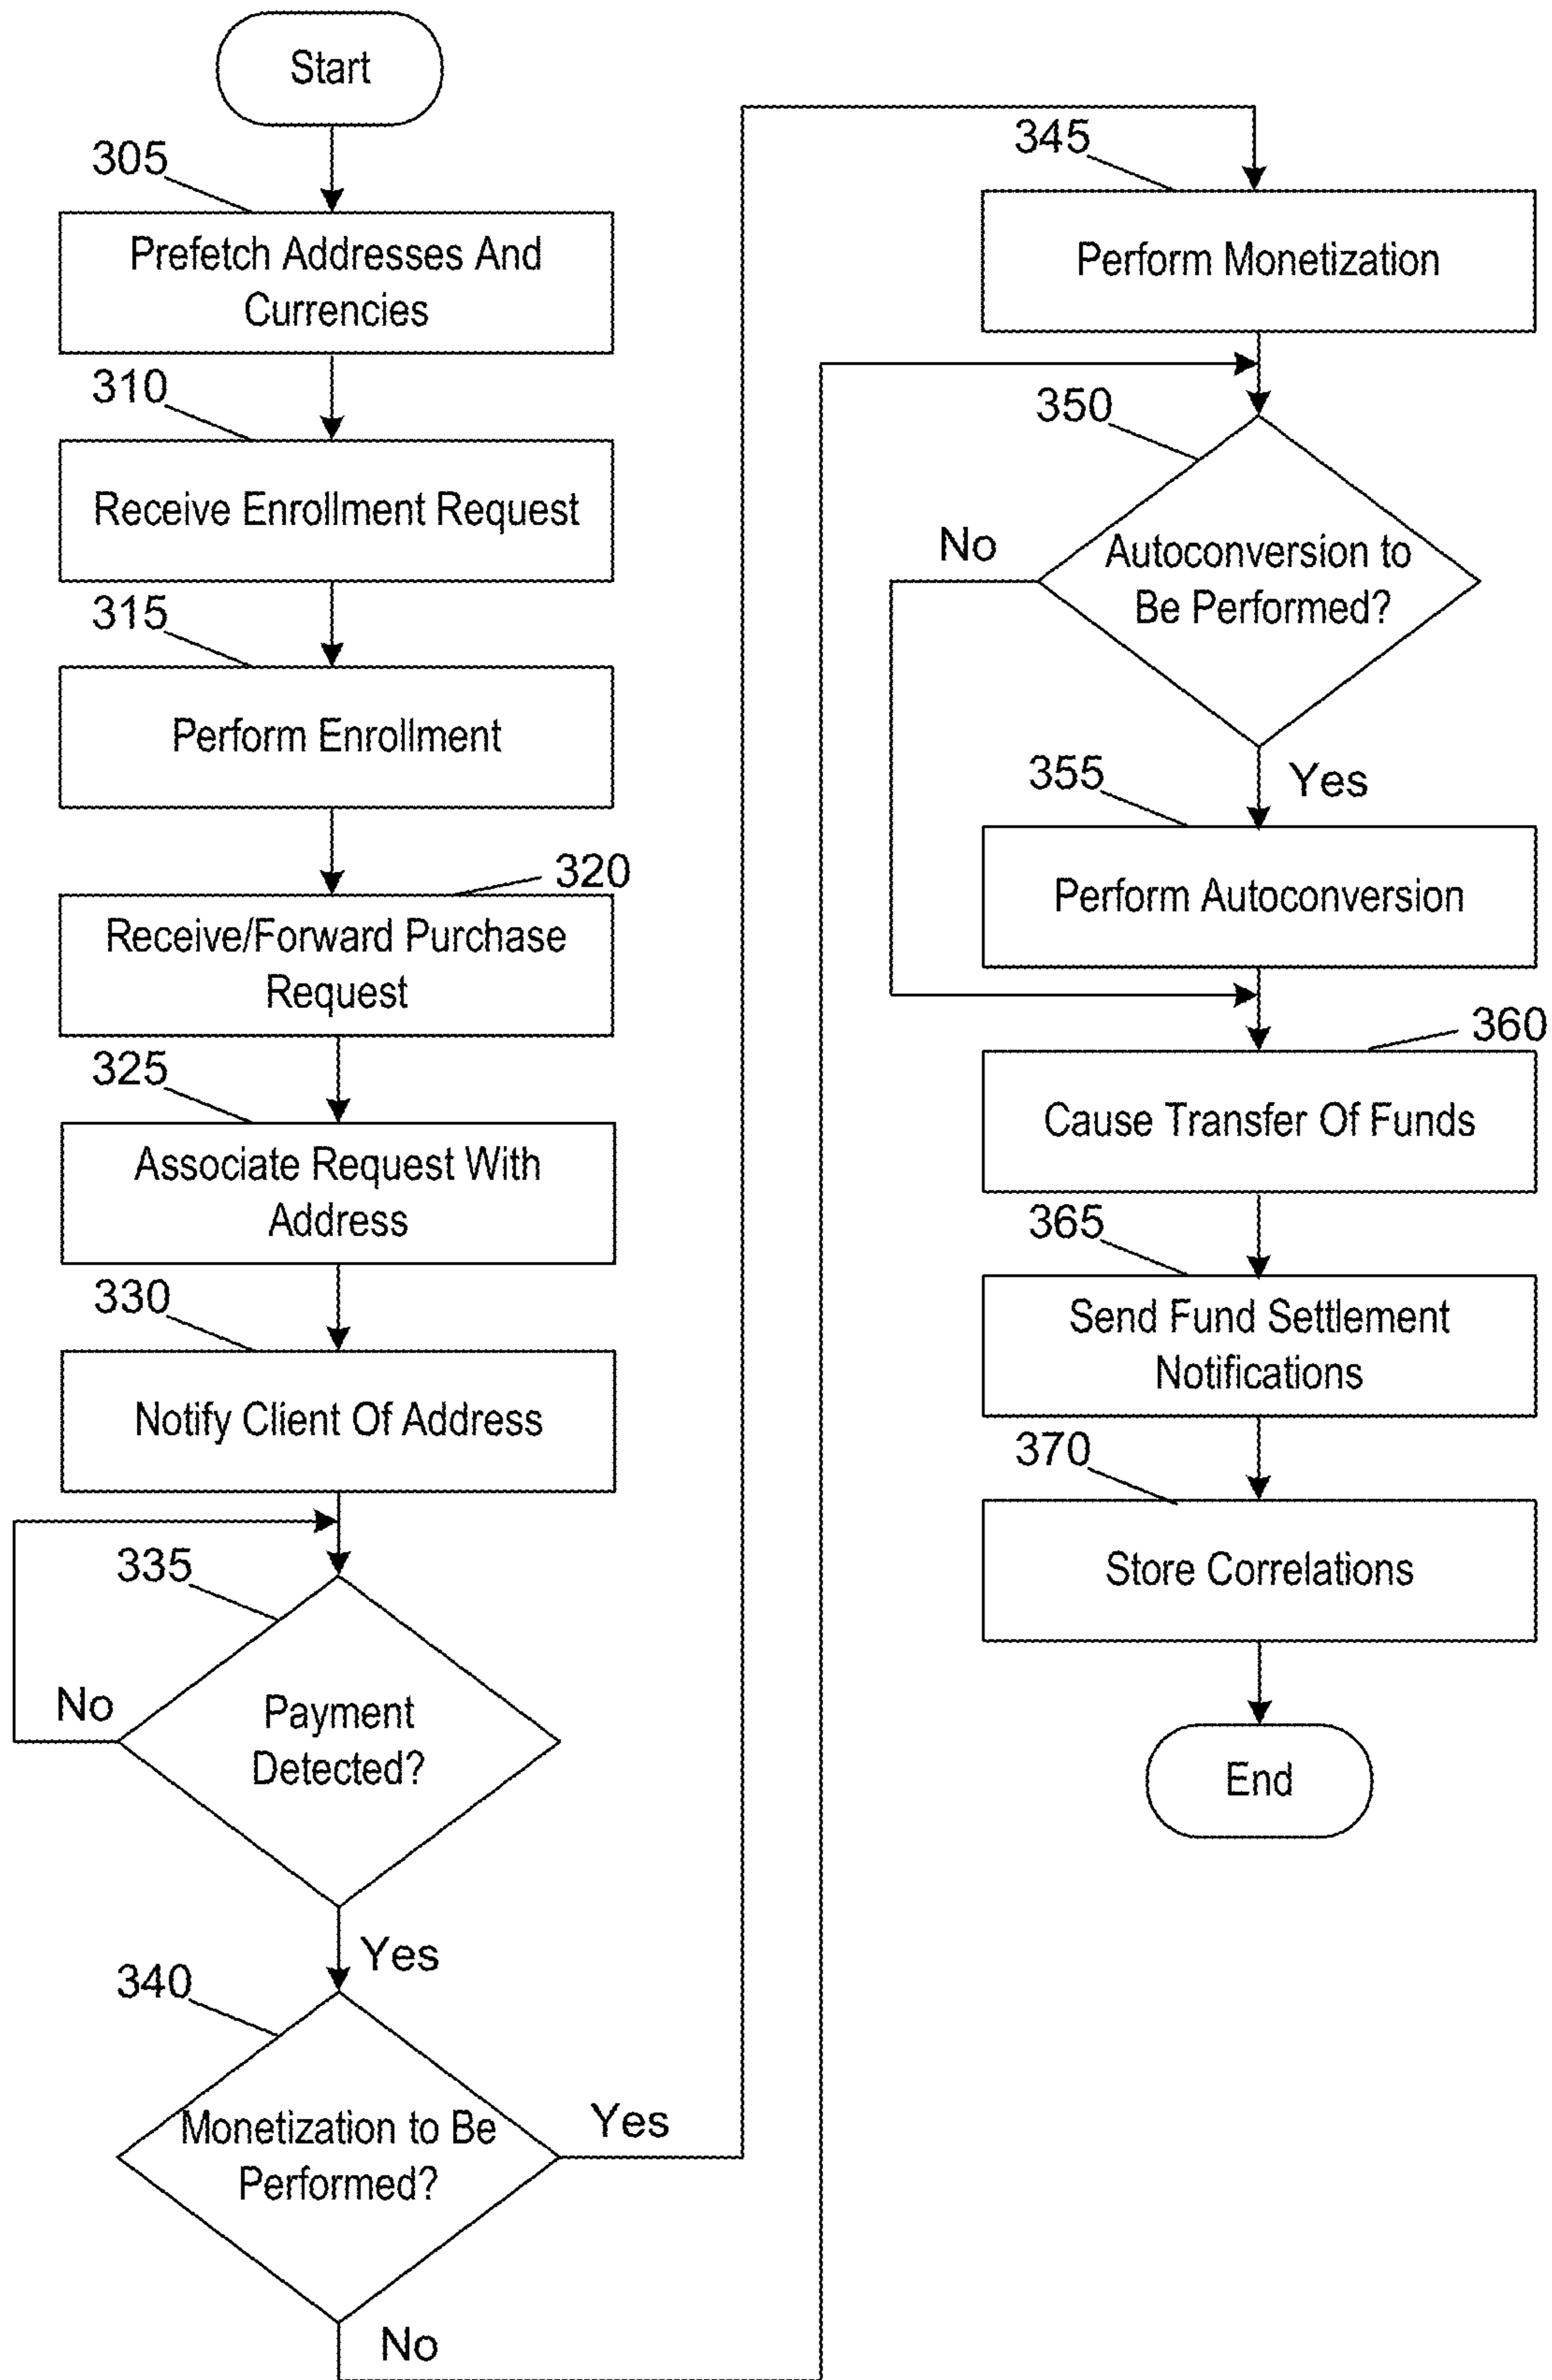 Start
305
Prefetch Addresses And
Currencies
310
Receive Enrollment Request
315
Perform Enrollment
320
Receive/Forward Purchase
Request
325
Associate Request With
Address
330
Notify Client Of Address
335
No
Payment
Detected?
Yes
340
Monetization to Be
Performed?
Yes
No
345
Perform Monetization
350
No
Autoconversion to
Be Performed?
Yes
355
Perform Autoconversion
360
Cause Transfer Of Funds
365
Send Fund Settlement
Notifications
370
Store Correlations
End